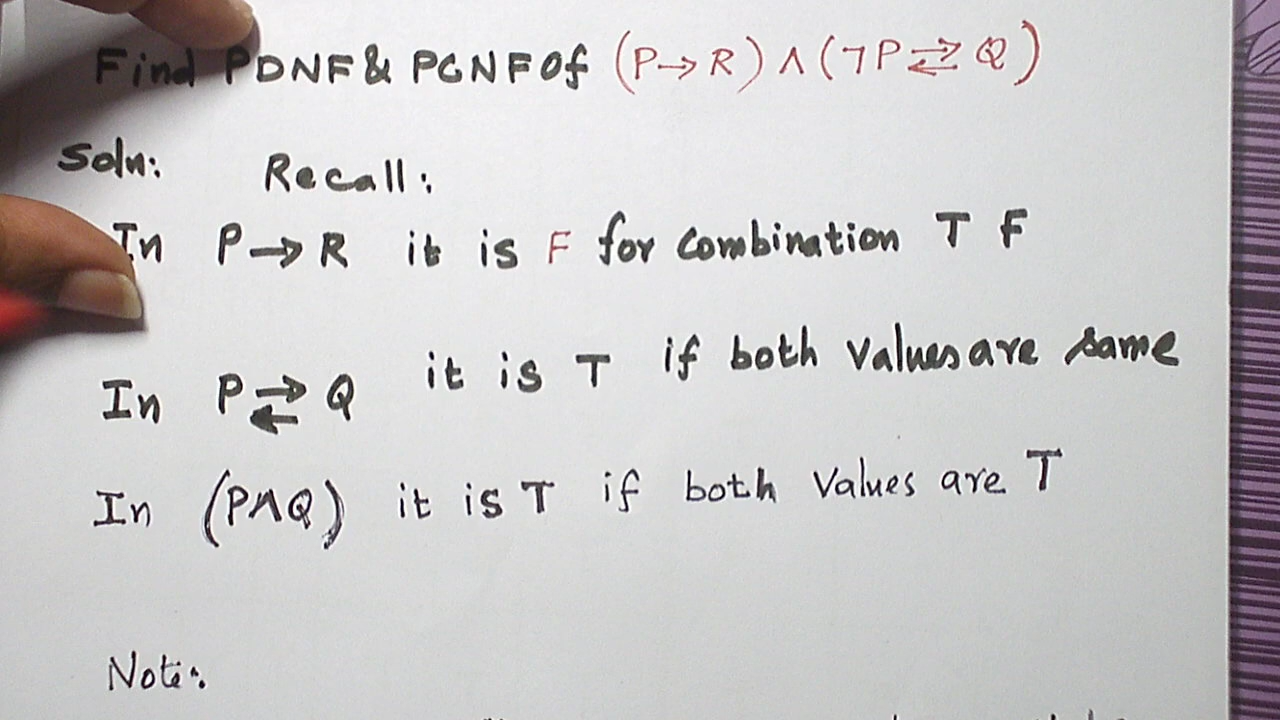 Find PDNF & PCNF Of (P→R) ∧ (¬P⇄Q)
Soln: Recall:
In P→R it is F for combination T F
In P⇄Q it is T if both values are same
In (P∧Q) it is T if both values are T
Note: